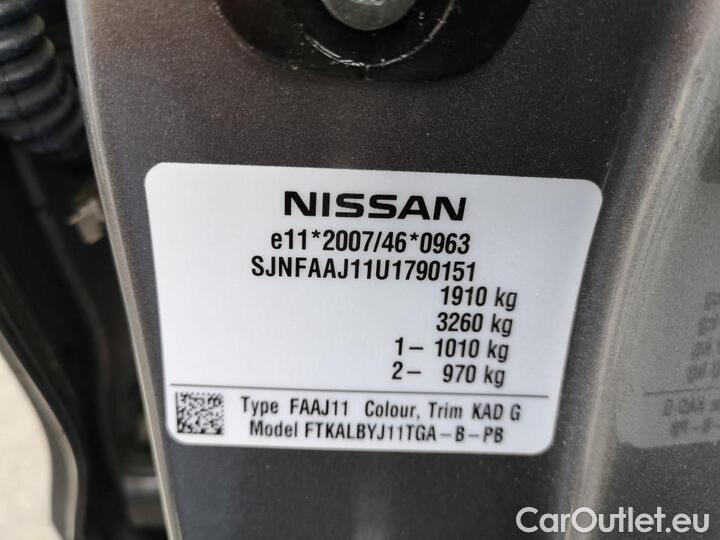 NISSAN
e11*2007/46*0963
SJNFAAJ11U1790151
1910 kg
3260 kg
1- 1010 kg
2- 970 kg
Type FAAJ11 Colour, Trim KAD G
Model FTKALBYJ11TGA-B-PB
CarOutlet.eu